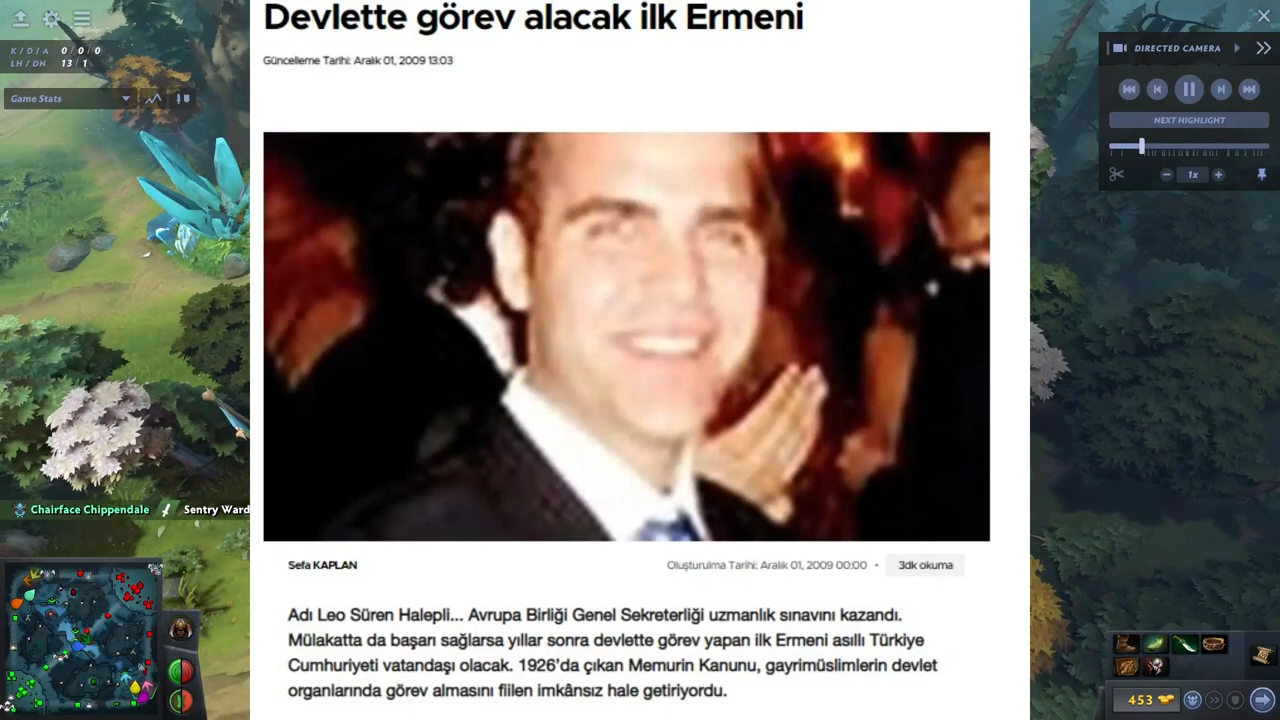 Devlette görev alacak ilk Ermeni
Güncelleme Tarihi: Aralık 01, 2009 13:03
K / D / A 0 / 0 / 0
LH / DN 13 / 1
Game Stats
DIRECTED CAMERA
NEXT HIGHLIGHT
1x
Chairface Chippendale Sentry Ward
Sefa KAPLAN
Oluşturulma Tarihi: Aralık 01, 2009 00:00 • 3dk okuma
Adı Leo Süren Halepli... Avrupa Birliği Genel Sekreterliği uzmanlık sınavını kazandı.
Mülakatta da başarı sağlarsa yıllar sonra devlette görev yapan ilk Ermeni asıllı Türkiye
Cumhuriyeti vatandaşı olacak. 1926'da çıkan Memurin Kanunu, gayrimüslimlerin devlet
organlarında görev almasını fiilen imkânsız hale getiriyordu.
453